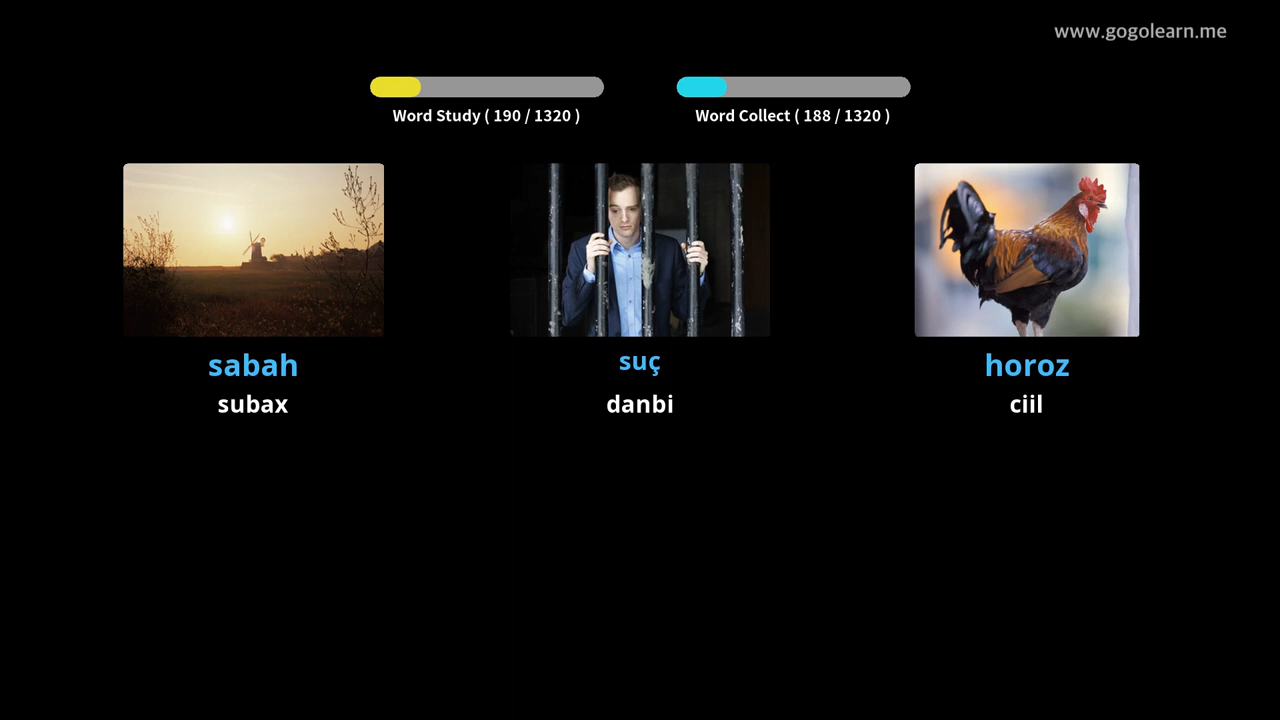 www.gogolearn.me
Word Study ( 190 / 1320 )
Word Collect ( 188 / 1320 )
sabah
subax
suç
danbi
horoz
ciil